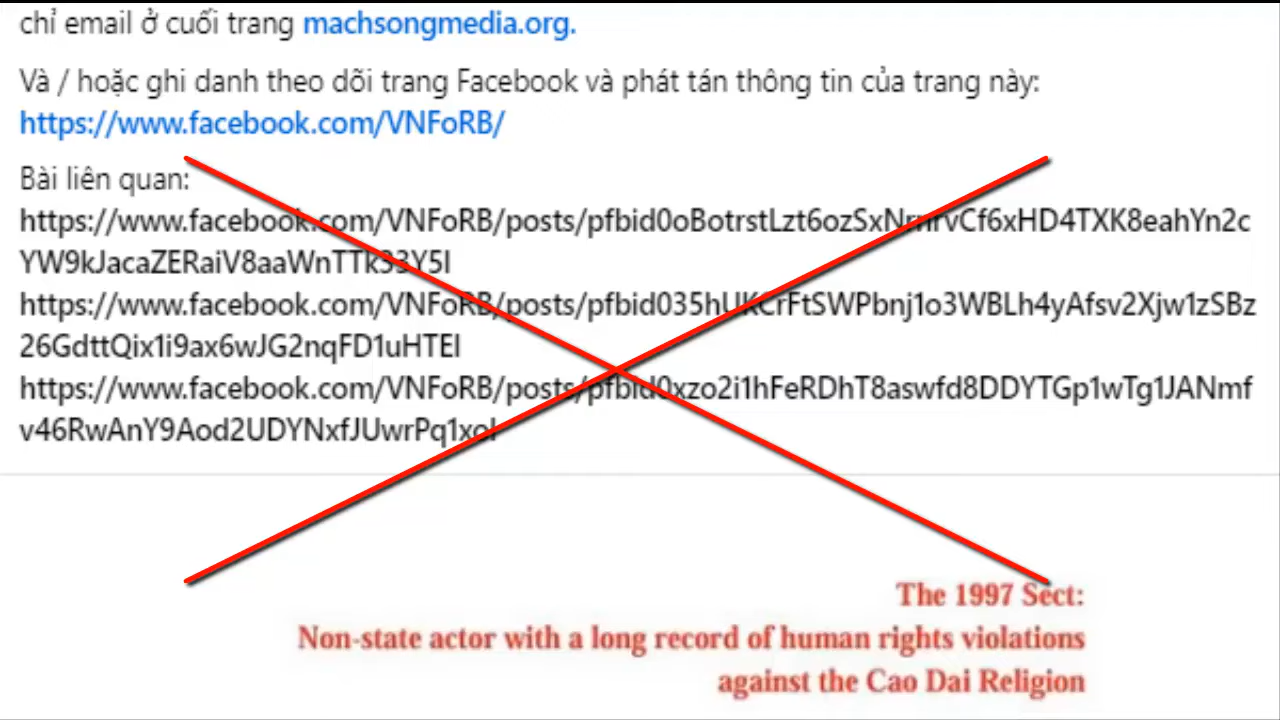 chỉ email ở cuối trang machsongmedia.org.
Và / hoặc ghi danh theo dõi trang Facebook và phát tán thông tin của trang này:
https://www.facebook.com/VNFoRB/
Bài liên quan:
https://www.facebook.com/VNFoRB/posts/pfbid0oBotrstLzt6ozSxNrnrvCf6xHD4TXK8eahYn2c
YW9kJacaZERaiV8aaWnTTk33Y5l
https://www.facebook.com/VNFoRB/posts/pfbid035hUKCrFtSWPbnj1o3WBLh4yAfsv2Xjw1zSBz
26GdttQix1i9ax6wJG2nqFD1uHTEl
https://www.facebook.com/VNFoRB/posts/pfbid0xzo2i1hFeRDhT8aswfd8DDYTGp1wTg1JANmf
v46RwAnY9Aod2UDYNxfJUwrPq1xol
The 1997 Sect:
Non-state actor with a long record of human rights violations
against the Cao Dai Religion